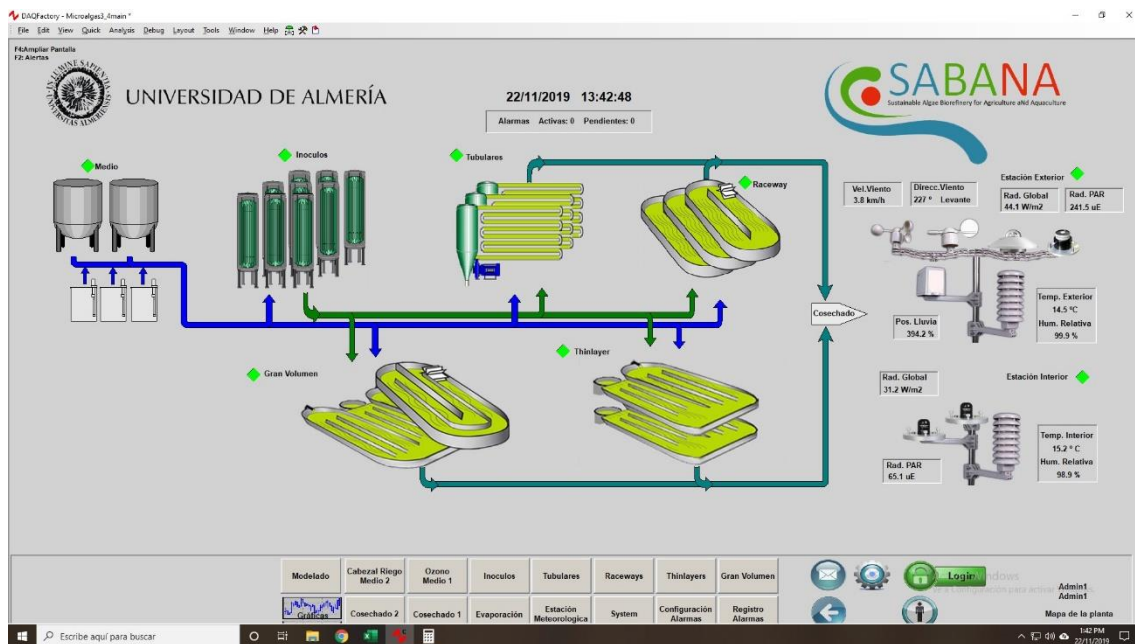 DAQFactory - Microalgas3_4main *
File Edit View Quick Analysis Debug Layout Tools Window Help
F4:Ampliar Pantalla
F2: Alertas
UNIVERSIDAD DE ALMERÍA
22/11/2019 13:42:48
Alarmas Activas: 0 Pendientes: 0
SABANA
Sustainable Algae Biorefinery for Agriculture aNd Aquaculture
Medio
Inoculos
Tubulares
Raceway
Estación Exterior
Vel.Viento
3.8 km/h
Direcc.Viento
227 º Levante
Rad. Global
44.1 W/m2
Rad. PAR
241.5 uE
Temp. Exterior
14.5 ºC
Hum. Relativa
99.9 %
Pos. Lluvia
394.2 %
Cosechado
Gran Volumen
Thinlayer
Estación Interior
Rad. Global
31.2 W/m2
Temp. Interior
15.2 º C
Hum. Relativa
98.9 %
Rad. PAR
65.1 uE
Modelado
Cabezal Riego
Medio 2
Ozono
Medio 1
Inoculos
Tubulares
Raceways
Thinlayers
Gran Volumen
Gráficas
Cosechado 2
Cosechado 1
Evaporación
Estación
Meteorologica
System
Configuración
Alarmas
Registro
Alarmas
Login
Admin1
Admin1
Mapa de la planta
Escribe aquí para buscar
1:42 PM
22/11/2019